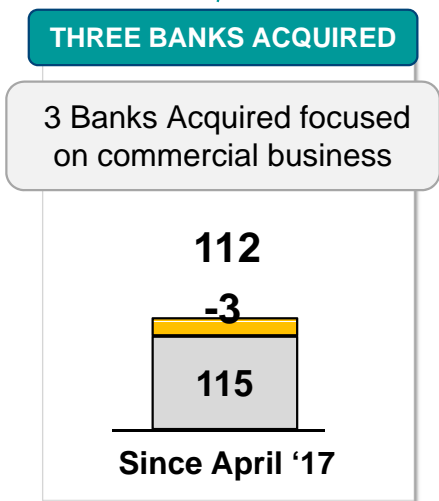 THREE BANKS ACQUIRED
3 Banks Acquired focused
on commercial business
112
-3
115
Since April ‘17